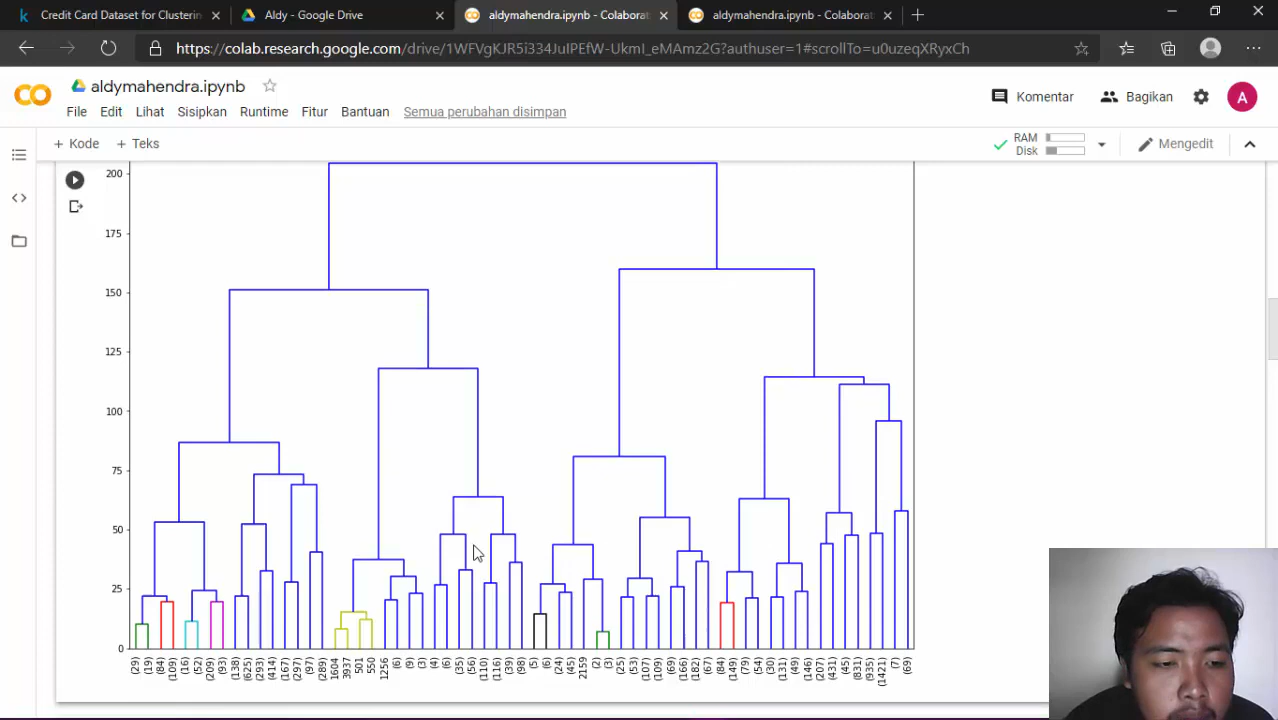 Credit Card Dataset for Clusterin
Aldy - Google Drive
aldymahendra.ipynb - Colaborat
aldymahendra.ipynb - Colaborat
https://colab.research.google.com/drive/1WFVgKJR5i334JuIPEfW-UkmI_eMAmz2G?authuser=1#scrollTo=u0uzeqXRyxCh
aldymahendra.ipynb
File Edit Lihat Sisipkan Runtime Fitur Bantuan Semua perubahan disimpan
Komentar Bagikan A
+ Kode + Teks
RAM
Disk
Mengedit
200
175
150
125
100
75
50
25
0
(29) (19) (84) (109) (16) (52) (209) (93) (138) (625) (293) (414) (167) (297) (97) (289) 1604 3937 501 550 1256 (6) (9) (3) (4) (6) (35) (56) (110) (116) (39) (98) (5) (6) (24) (45) 2159 (2) (3) (25) (53) (107) (109) (69) (166) (182) (67) (84) (149) (79) (54) (30) (131) (49) (146) (207) (431) (45) (831) (935) (1421) (7) (69)